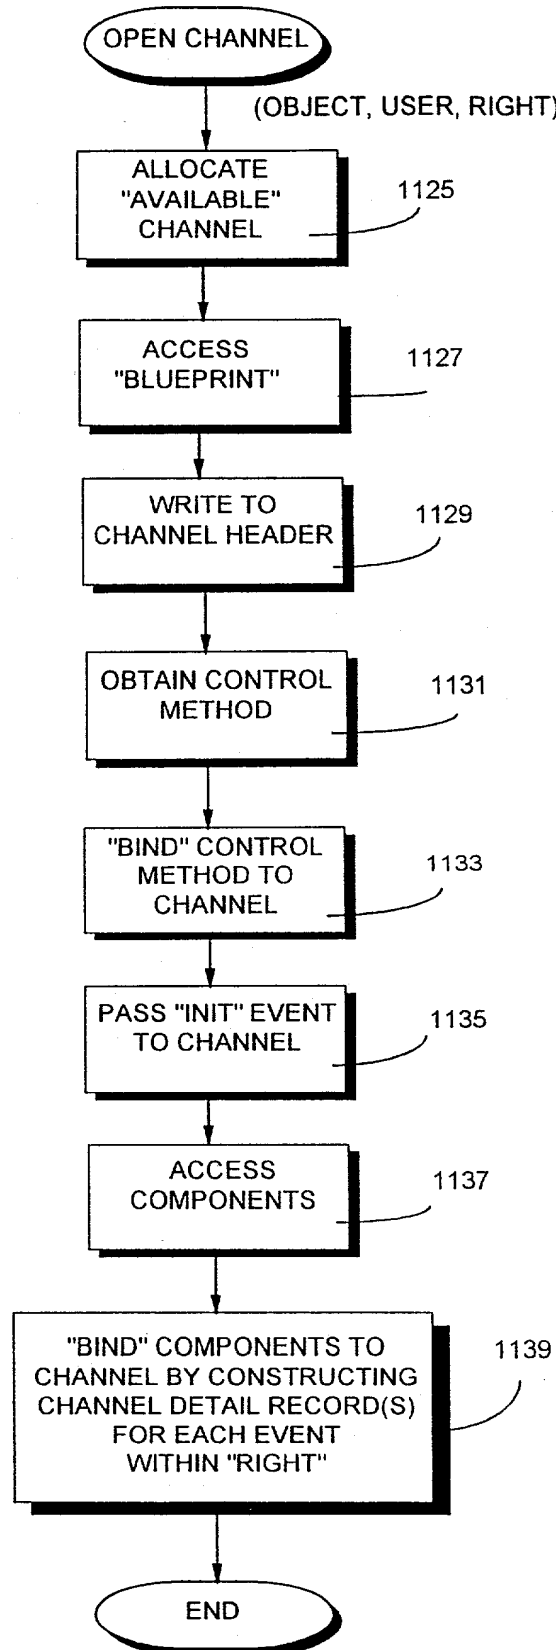 OPEN CHANNEL
(OBJECT, USER, RIGHT)
ALLOCATE
"AVAILABLE"
CHANNEL
1125
ACCESS
"BLUEPRINT"
1127
WRITE TO
CHANNEL HEADER
1129
OBTAIN CONTROL
METHOD
1131
"BIND" CONTROL
METHOD TO
CHANNEL
1133
PASS "INIT" EVENT
TO CHANNEL
1135
ACCESS
COMPONENTS
1137
"BIND" COMPONENTS TO
CHANNEL BY CONSTRUCTING
CHANNEL DETAIL RECORD(S)
FOR EACH EVENT
WITHIN "RIGHT"
1139
END